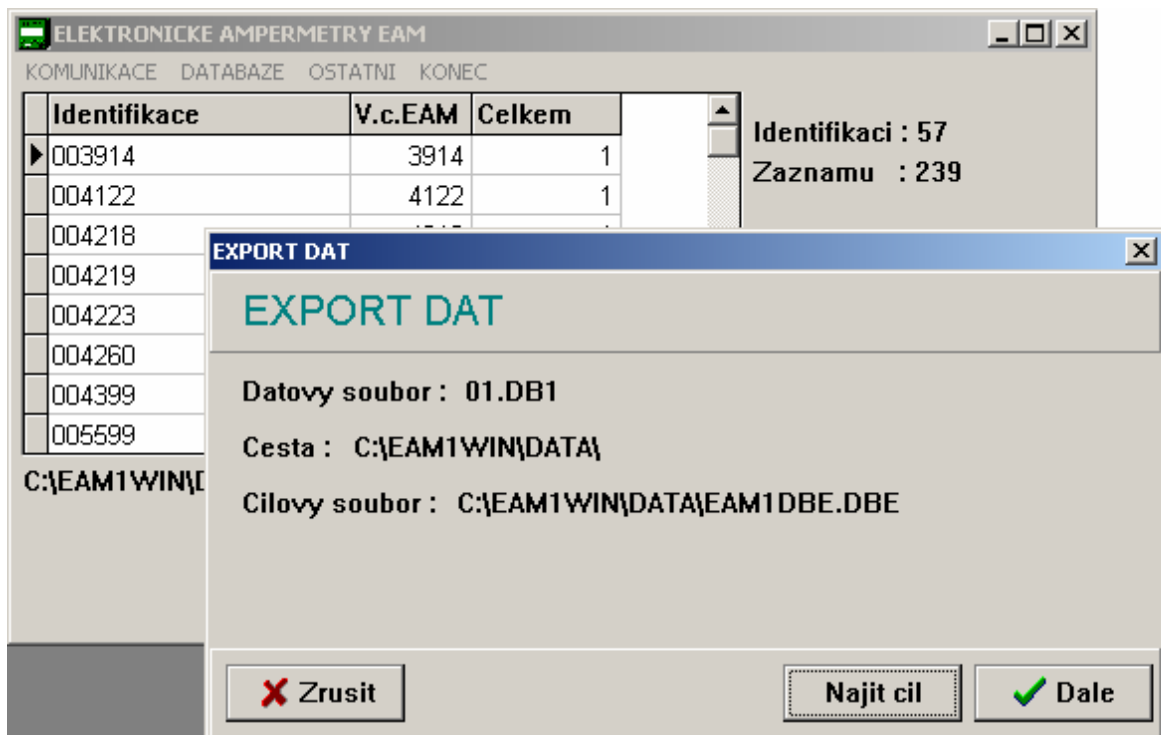 ELEKTRONICKE AMPERMETRY EAM
KOMUNIKACE DATABAZE OSTATNI KONEC
Identifikace V.c.EAM Celkem
003914 3914 1
004122 4122 1
004218
004219
004223
004260
004399
005599
C:\EAM1WIN\D
Identifikaci : 57
Zaznamu : 239
EXPORT DAT
EXPORT DAT
Datovy soubor : 01.DB1
Cesta : C:\EAM1WIN\DATA\
Cilovy soubor : C:\EAM1WIN\DATA\EAM1DBE.DBE
Zrusit Najit cil Dale